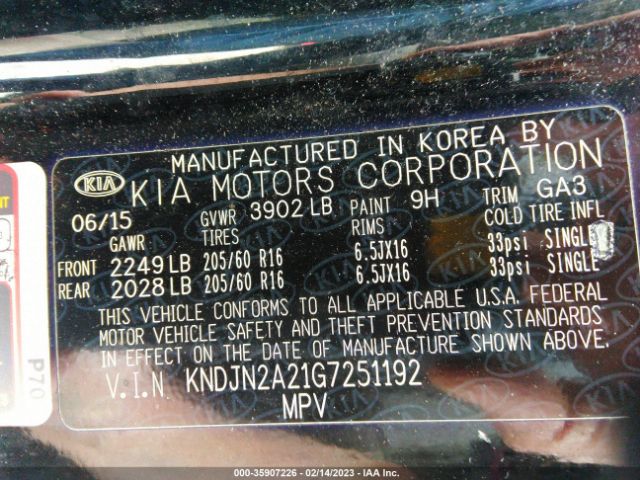 MANUFACTURED IN KOREA BY
KIA KIA MOTORS CORPORATION
06/15 GVWR 3902 LB PAINT 9H TRIM GA3
GAWR TIRES RIMS COLD TIRE INFL
FRONT 2249 LB 205/60 R16 6.5JX16 33psi SINGLE
REAR 2028 LB 205/60 R16 6.5JX16 33psi SINGLE
THIS VEHICLE CONFORMS TO ALL APPLICABLE U.S.A. FEDERAL
MOTOR VEHICLE SAFETY AND THEFT PREVENTION STANDARDS
IN EFFECT ON THE DATE OF MANUFACTURE SHOWN ABOVE.
V.I.N. KNDJN2A21G7251192
MPV
P70
000-35907226 - 02/14/2023 - IAA Inc.